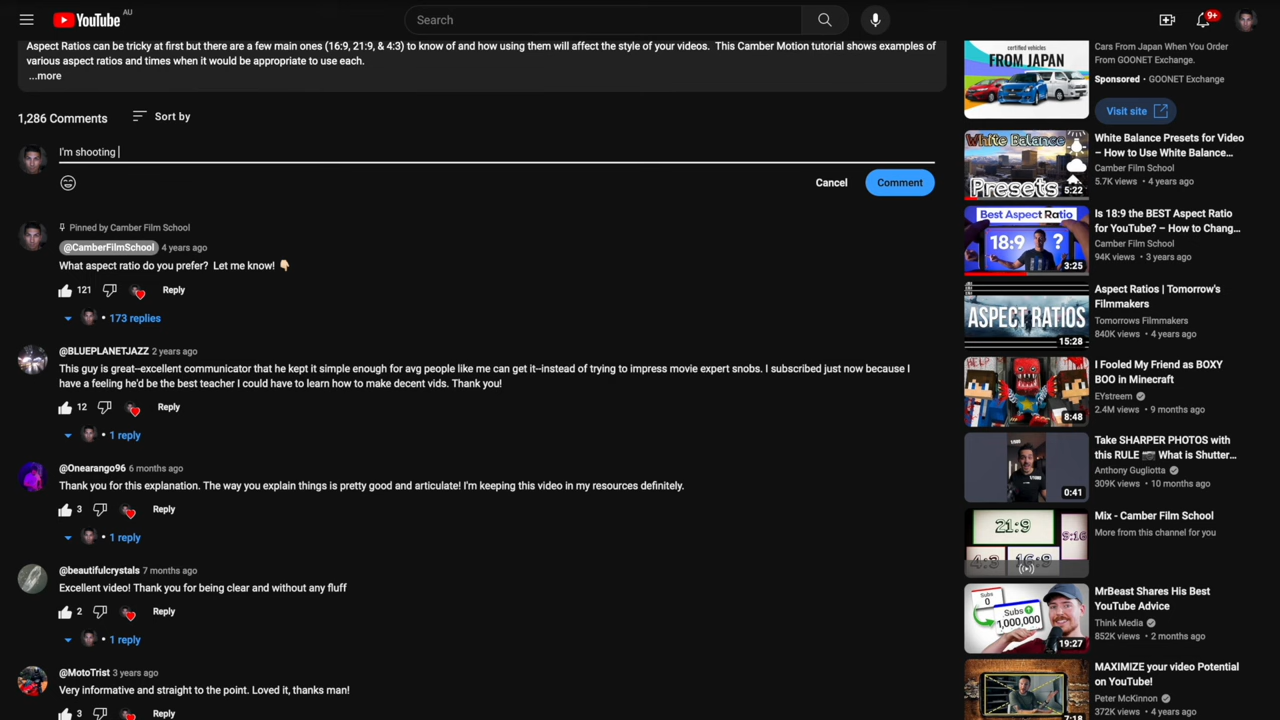 YouTube AU
Search
9+
Aspect Ratios can be tricky at first but there are a few main ones (16:9, 21:9, & 4:3) to know of and how using them will affect the style of your videos. This Camber Motion tutorial shows examples of
various aspect ratios and times when it would be appropriate to use each.
...more
1,286 Comments
Sort by
I'm shooting
Cancel
Comment
Pinned by Camber Film School
@CamberFilmSchool 4 years ago
What aspect ratio do you prefer? Let me know! 👇🏼
121
Reply
• 173 replies
@BLUEPLANETJAZZ 2 years ago
This guy is great--excellent communicator that he kept it simple enough for avg people like me can get it--instead of trying to impress movie expert snobs. I subscribed just now because I
have a feeling he'd be the best teacher I could have to learn how to make decent vids. Thank you!
12
Reply
• 1 reply
@Onearango96 6 months ago
Thank you for this explanation. The way you explain things is pretty good and articulate! I'm keeping this video in my resources definitely.
3
Reply
• 1 reply
@beautifulcrystals 7 months ago
Excellent video! Thank you for being clear and without any fluff
2
Reply
• 1 reply
@MotoTrist 3 years ago
Very informative and straight to the point. Loved it, thanks man!
3
Reply
certified vehicles
FROM JAPAN
Cars From Japan When You Order
From GOONET Exchange.
Sponsored • GOONET Exchange
Visit site
White Balance
Presets
5:22
White Balance Presets for Video
– How to Use White Balance...
Camber Film School
5.7K views • 4 years ago
Best Aspect Ratio
18:9 ?
3:25
Is 18:9 the BEST Aspect Ratio
for YouTube? – How to Chang...
Camber Film School
94K views • 3 years ago
ASPECT RATIOS
15:28
Aspect Ratios | Tomorrow's
Filmmakers
Tomorrows Filmmakers
840K views • 4 years ago
8:48
I Fooled My Friend as BOXY
BOO in Minecraft
EYstreem
2.4M views • 9 months ago
0:41
Take SHARPER PHOTOS with
this RULE 📷 What is Shutter...
Anthony Gugliotta
309K views • 10 months ago
21:9
9:16
4:3
16:9
Mix - Camber Film School
More from this channel for you
Subs
0
Subs
1,000,000
19:27
MrBeast Shares His Best
YouTube Advice
Think Media
852K views • 2 months ago
7:18
MAXIMIZE your video Potential
on YouTube!
Peter McKinnon
372K views • 4 years ago